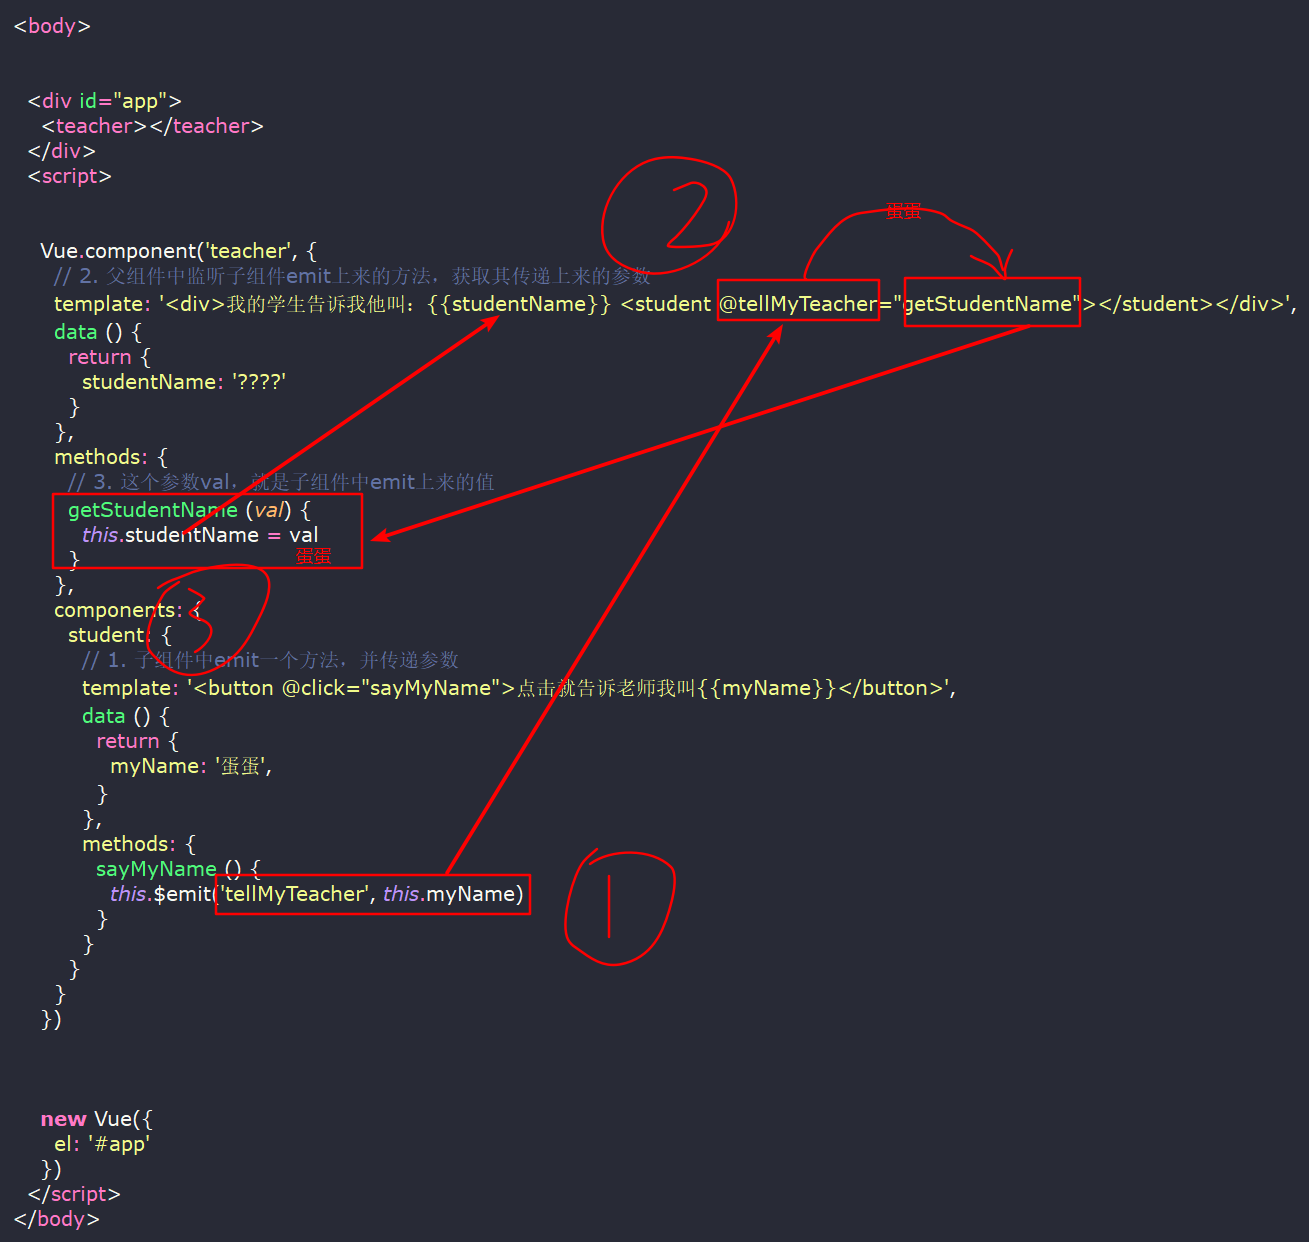 <body>
<div id="app">
<teacher></teacher>
</div>
<script>
Vue.component('teacher', {
// 2. 父组件中监听子组件emit上来的方法，获取其传递上来的参数
template: '<div>我的学生告诉我他叫：{{studentName}} <student @tellMyTeacher="getStudentName"></student></div>',
data () {
return {
studentName: '????'
}
},
methods: {
// 3. 这个参数val，就是子组件中emit上来的值
getStudentName (val) {
this.studentName = val
}
},
components: {
student: {
// 1. 子组件中emit一个方法，并传递参数
template: '<button @click="sayMyName">点击就告诉老师我叫{{myName}}</button>',
data () {
return {
myName: '蛋蛋',
}
},
methods: {
sayMyName () {
this.$emit('tellMyTeacher', this.myName)
}
}
}
}
})
new Vue({
el: '#app'
})
</script>
</body>
2
蛋蛋
蛋蛋
3
1